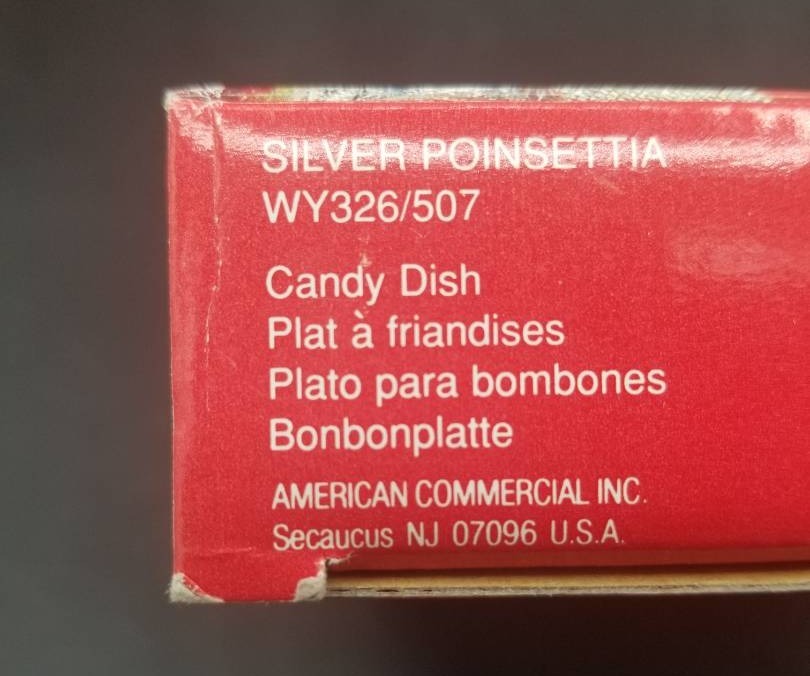 SILVER POINSETTIA
WY326/507
Candy Dish
Plat à friandises
Plato para bombones
Bonbonplatte
AMERICAN COMMERCIAL INC.
Secaucus NJ 07096 U.S.A.